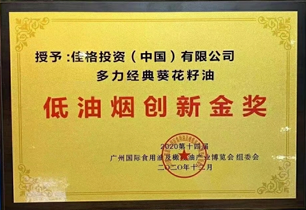 授予:佳格投资（中国）有限公司
多力经典葵花籽油
低油烟创新金奖
2020第十四届
广州国际食用油及橄榄油产业博览会 组委会
二〇二〇年十二月